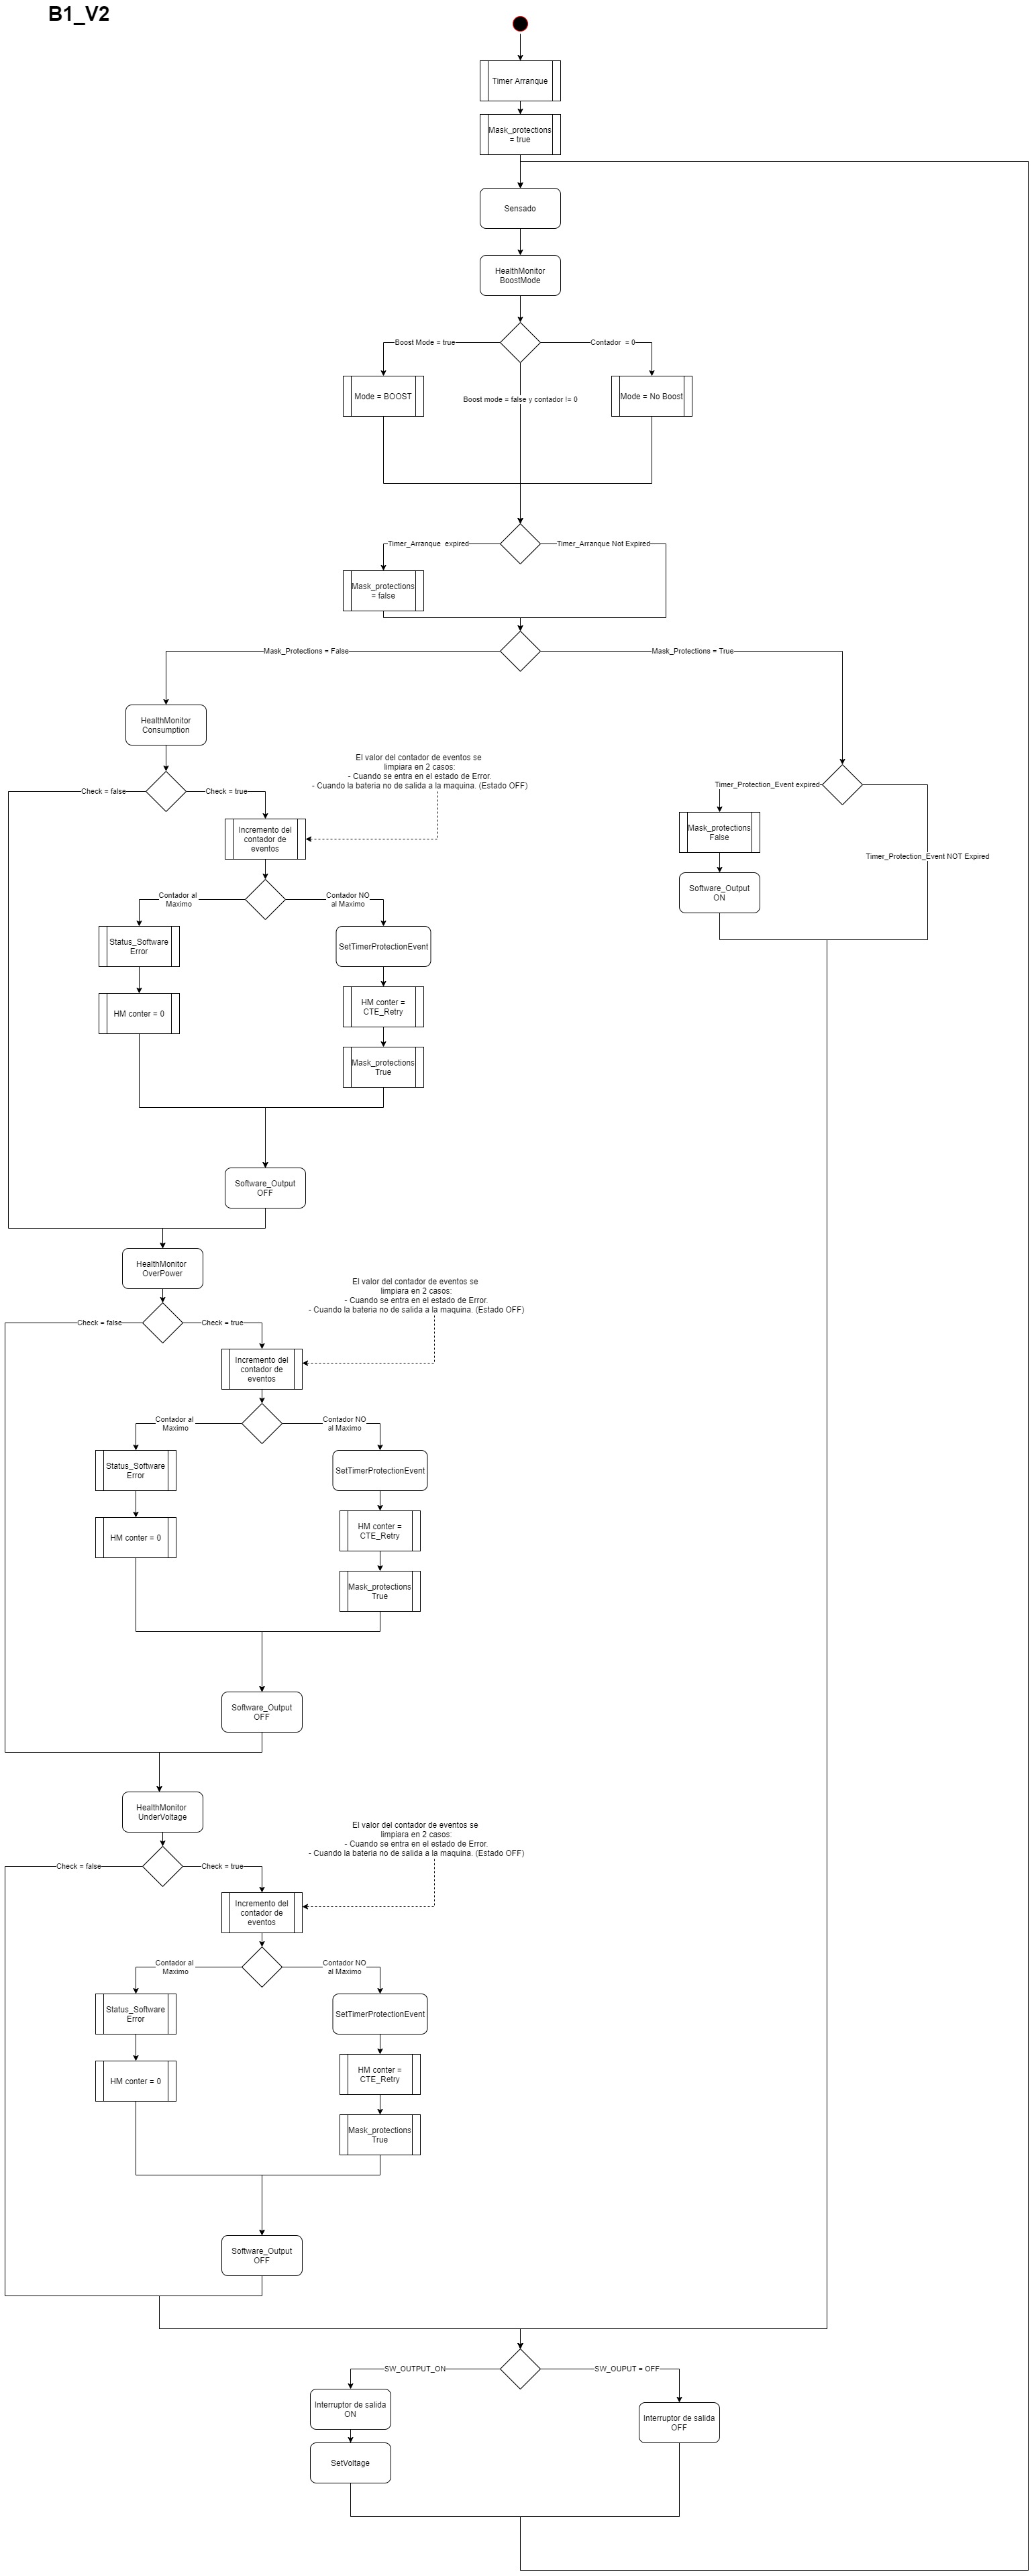 B1_V2
Timer Arranque
Mask_protections
= true
Sensado
HealthMonitor
BoostMode
Boost Mode = true
Contador = 0
Mode = BOOST
Boost mode = false y contador != 0
Mode = No Boost
Timer_Arranque expired
Timer_Arranque Not Expired
Mask_protections
= false
Mask_Protections = False
Mask_Protections = True
HealthMonitor
Consumption
El valor del contador de eventos se
limpiara en 2 casos:
- Cuando se entra en el estado de Error.
- Cuando la bateria no de salida a la maquina. (Estado OFF)
Check = false
Check = true
Timer_Protection_Event expired
Incremento del
contador de
eventos
Mask_protections
False
Timer_Protection_Event NOT Expired
Software_Output
ON
Contador al
Maximo
Contador NO
al Maximo
Status_Software
Error
SetTimerProtectionEvent
HM conter = 0
HM conter =
CTE_Retry
Mask_protections
True
Software_Output
OFF
HealthMonitor
OverPower
El valor del contador de eventos se
limpiara en 2 casos:
- Cuando se entra en el estado de Error.
- Cuando la bateria no de salida a la maquina. (Estado OFF)
Check = false
Check = true
Incremento del
contador de
eventos
Contador al
Maximo
Contador NO
al Maximo
Status_Software
Error
SetTimerProtectionEvent
HM conter = 0
HM conter =
CTE_Retry
Mask_protections
True
Software_Output
OFF
HealthMonitor
UnderVoltage
El valor del contador de eventos se
limpiara en 2 casos:
- Cuando se entra en el estado de Error.
- Cuando la bateria no de salida a la maquina. (Estado OFF)
Check = false
Check = true
Incremento del
contador de
eventos
Contador al
Maximo
Contador NO
al Maximo
Status_Software
Error
SetTimerProtectionEvent
HM conter = 0
HM conter =
CTE_Retry
Mask_protections
True
Software_Output
OFF
SW_OUTPUT_ON
SW_OUPUT = OFF
Interruptor de salida
ON
Interruptor de salida
OFF
SetVoltage